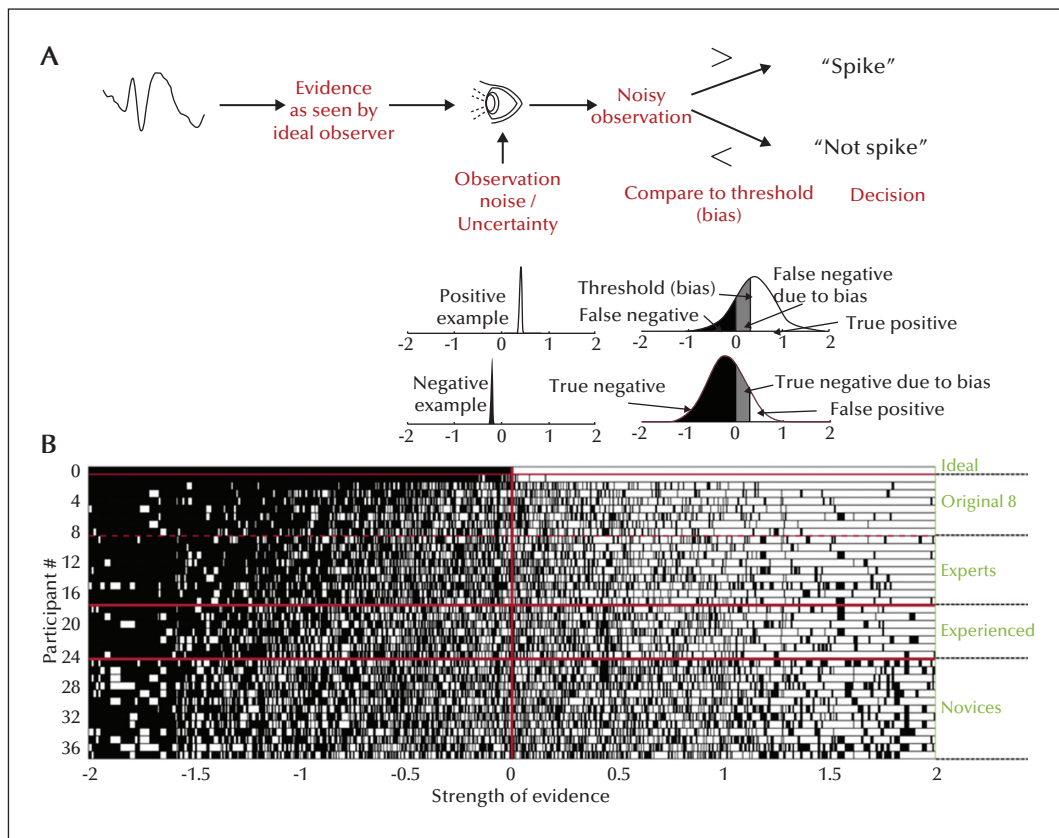 A
Evidence
as seen by
ideal observer
Noisy
observation
>
<
“Spike”
“Not spike”
Observation
noise /
Uncertainty
Compare to threshold
(bias)
Decision
Positive
example
-2 -1 0 1 2
Threshold (bias)
False negative
False negative
due to bias
True positive
-2 -1 0 1 2
Negative
example
-2 -1 0 1 2
True negative
True negative due to bias
False positive
-2 -1 0 1 2
B
Participant #
0
4
8
12
16
20
24
28
32
36
Ideal
Original 8
Experts
Experienced
Novices
-2 -1.5 -1 -0.5 0 0.5 1 1.5 2
Strength of evidence